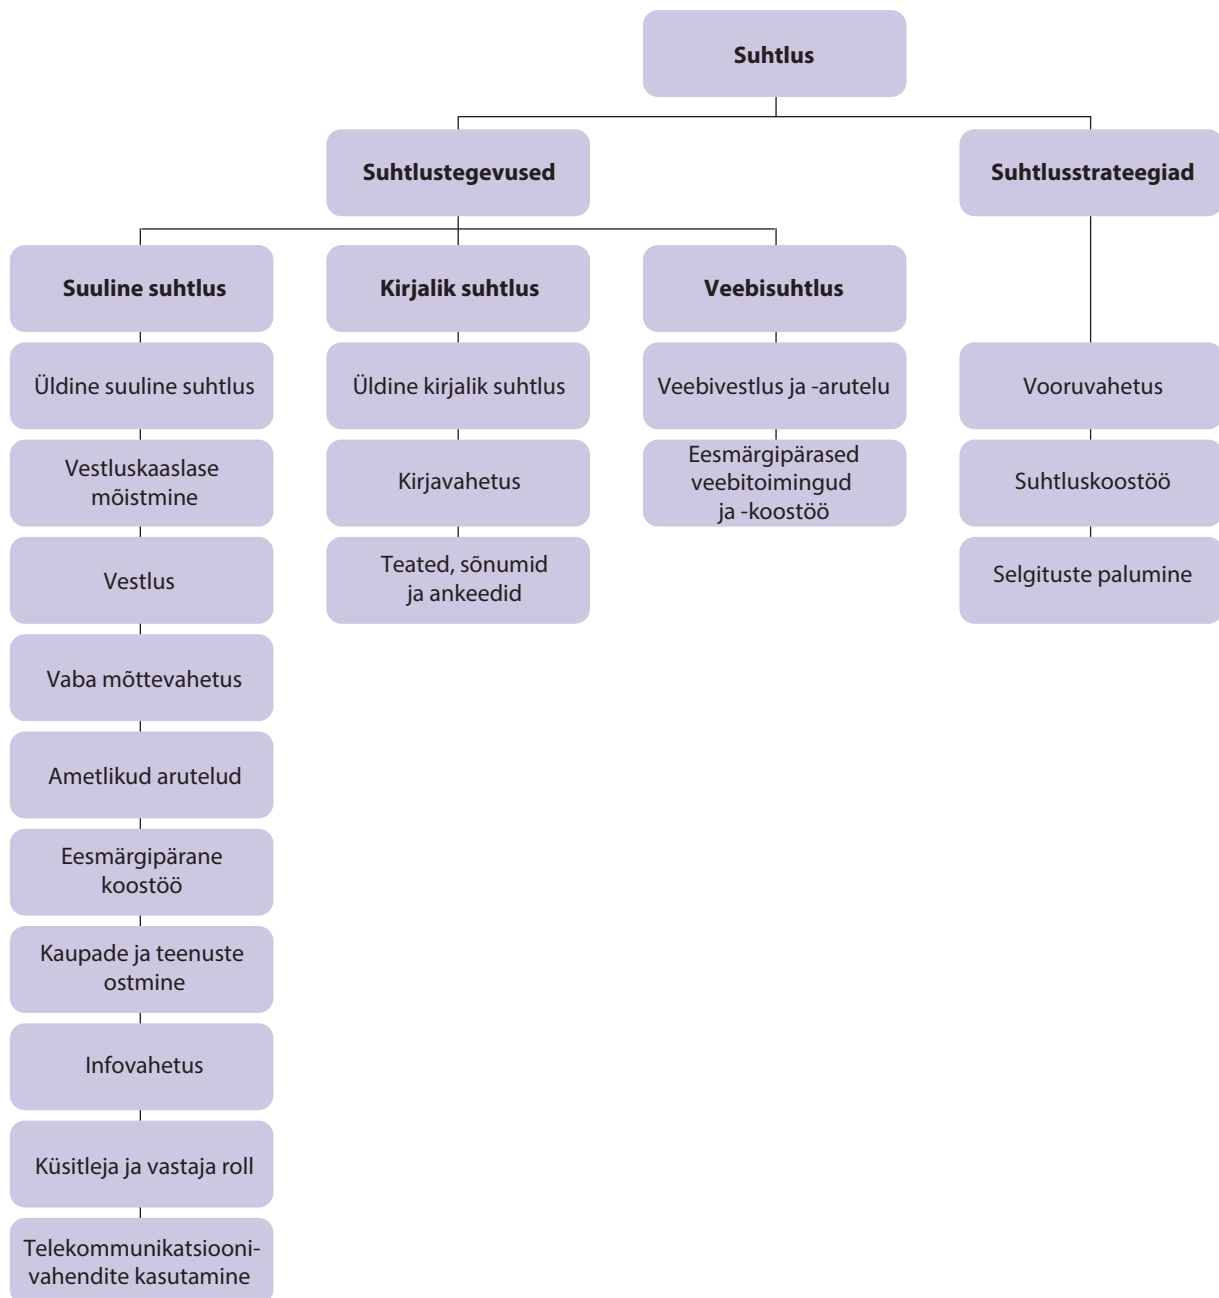 Suhtlus
Suhtlustegevused
Suhtlusstrateegiad
Suuline suhtlus
Kirjalik suhtlus
Veebisuhtlus
Üldine suuline suhtlus
Üldine kirjalik suhtlus
Veebivestlus ja -arutelu
Vooruvahetus
Vestluskaaslase
mõistmine
Kirjavahetus
Eesmärgipärased
veebitoimingud
ja -koostöö
Suhtluskoostöö
Vestlus
Teated, sõnumid
ja ankeedid
Selgituste palumine
Vaba mõttevahetus
Ametlikud arutelud
Eesmärgipärane
koostöö
Kaupade ja teenuste
ostmine
Infovahetus
Küsitleja ja vastaja roll
Telekommunikatsiooni-
vahendite kasutamine